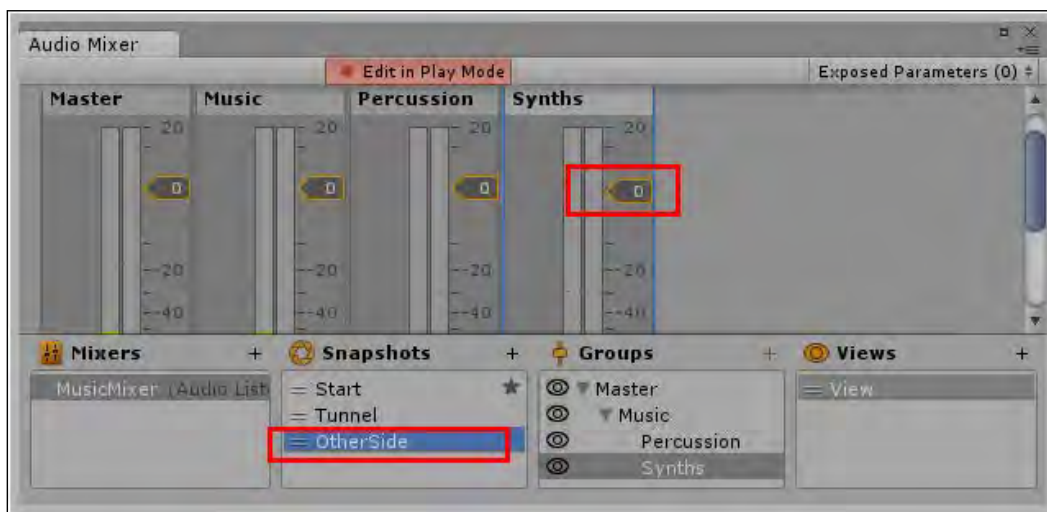 Audio Mixer
Edit in Play Mode
Exposed Parameters (0)
Master Music Percussion Synths
20 20 20 20
0 0 0 0
-20 -20 -20 -20
-40 -40 -40 -40
Mixers + Snapshots + Groups + Views +
MusicMixer (Audio List
Start
Tunnel
OtherSide
Master
Music
Percussion
Synths
View